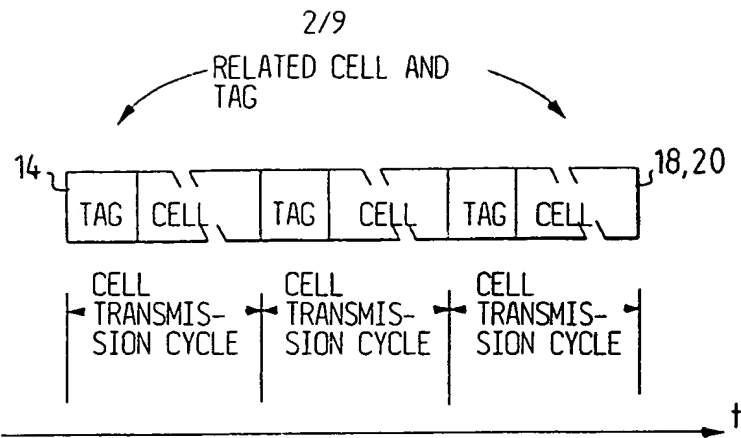 2/9
RELATED CELL AND
TAG
14
18,20
TAG CELL TAG CELL TAG CELL
CELL TRANSMIS- SION CYCLE
CELL TRANSMIS- SION CYCLE
CELL TRANSMIS- SION CYCLE
t